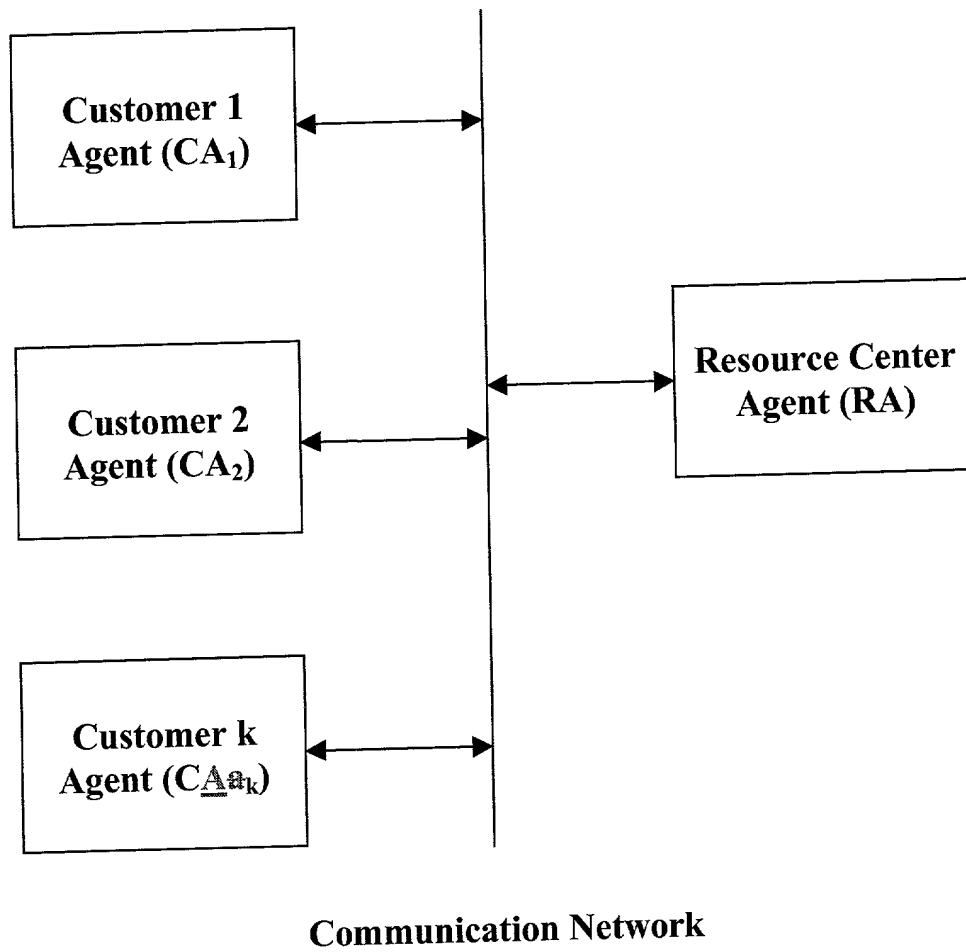 Customer 1
Agent (CA₁)
Resource Center
Agent (RA)
Customer 2
Agent (CA₂)
Customer k
Agent (CAaₖ)
Communication Network